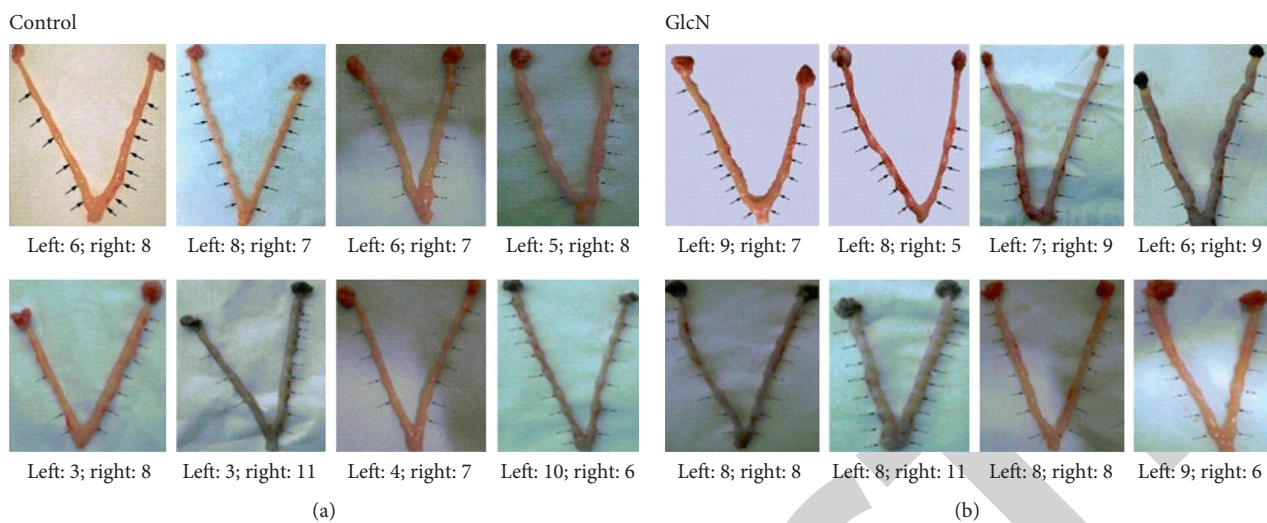 Control
GlcN
Left: 6; right: 8
Left: 8; right: 7
Left: 6; right: 7
Left: 5; right: 8
Left: 9; right: 7
Left: 8; right: 5
Left: 7; right: 9
Left: 6; right: 9
Left: 3; right: 8
Left: 3; right: 11
Left: 4; right: 7
Left: 10; right: 6
Left: 8; right: 8
Left: 8; right: 11
Left: 8; right: 8
Left: 9; right: 6
(a)
(b)